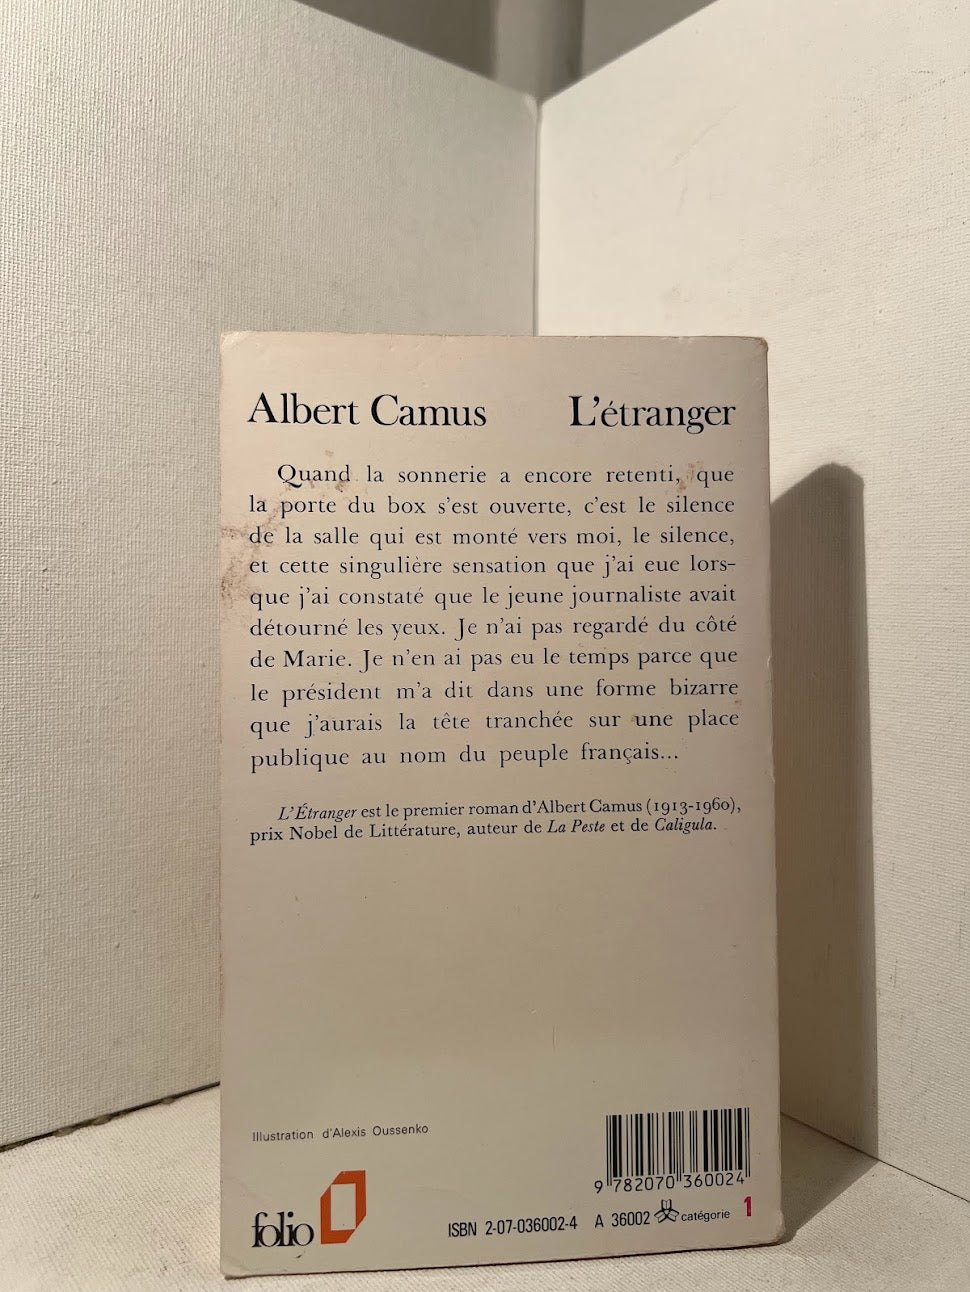 Albert Camus L'étranger
Quand la sonnerie a encore retenti, que
la porte du box s'est ouverte, c'est le silence
de la salle qui est monté vers moi, le silence,
et cette singulière sensation que j'ai eue lors-
que j'ai constaté que le jeune journaliste avait
détourné les yeux. Je n'ai pas regardé du côté
de Marie. Je n'en ai pas eu le temps parce que
le président m'a dit dans une forme bizarre
que j'aurais la tête tranchée sur une place
publique au nom du peuple français...
L'Étranger est le premier roman d'Albert Camus (1913-1960),
prix Nobel de Littérature, auteur de La Peste et de Caligula.
Illustration d'Alexis Oussenko
9 782070 360024
folio
ISBN 2-07-036002-4 A 36002 catégorie 1